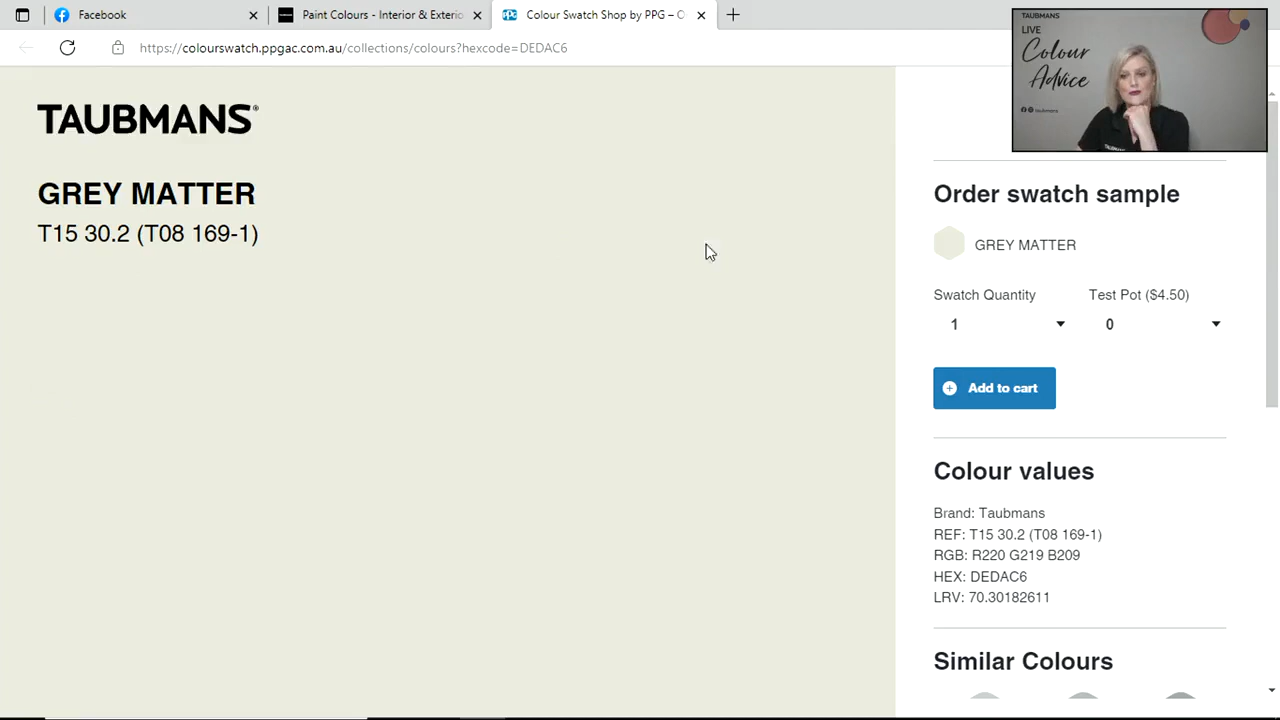 Facebook
Paint Colours - Interior & Exterio
Colour Swatch Shop by PPG – O
https://colourswatch.ppgac.com.au/collections/colours?hexcode=DEDAC6
TAUBMANS
LIVE
Colour
Advice
taubmans
TAUBMANS
TAUBMANS®
GREY MATTER
T15 30.2 (T08 169-1)
Order swatch sample
GREY MATTER
Swatch Quantity
Test Pot ($4.50)
1
0
Add to cart
Colour values
Brand: Taubmans
REF: T15 30.2 (T08 169-1)
RGB: R220 G219 B209
HEX: DEDAC6
LRV: 70.30182611
Similar Colours